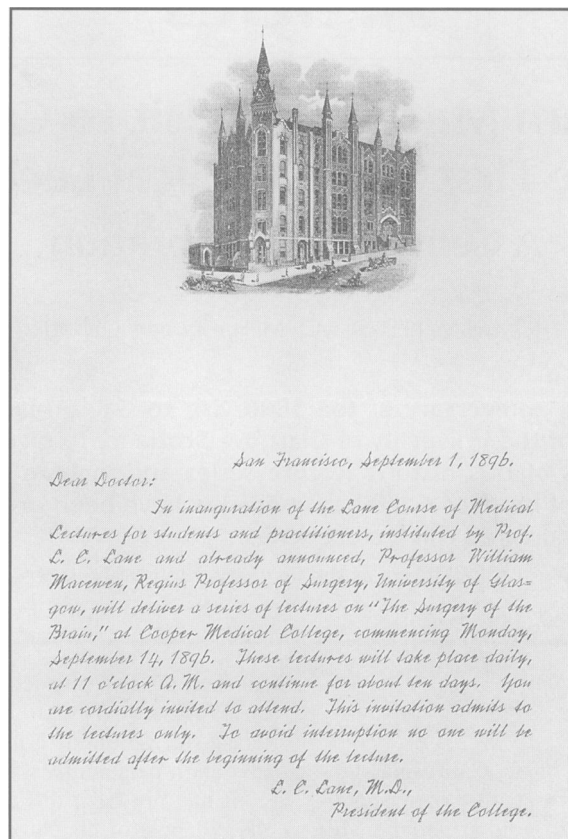 San Francisco, September 1, 1896.
Dear Doctor:
In inauguration of the Lane Course of Medical
Lectures for students and practitioners, instituted by Prof.
L. C. Lane and already announced, Professor William
Macewen, Regius Professor of Surgery, University of Glas=
gow, will deliver a series of lectures on "The Surgery of the
Brain," at Cooper Medical College, commencing Monday,
September 14, 1896. These lectures will take place daily,
at 11 o'clock A.M. and continue for about ten days. You
are cordially invited to attend. This invitation admits to
the lectures only. To avoid interruption no one will be
admitted after the beginning of the lecture.
L. C. Lane, M.D.,
President of the College.